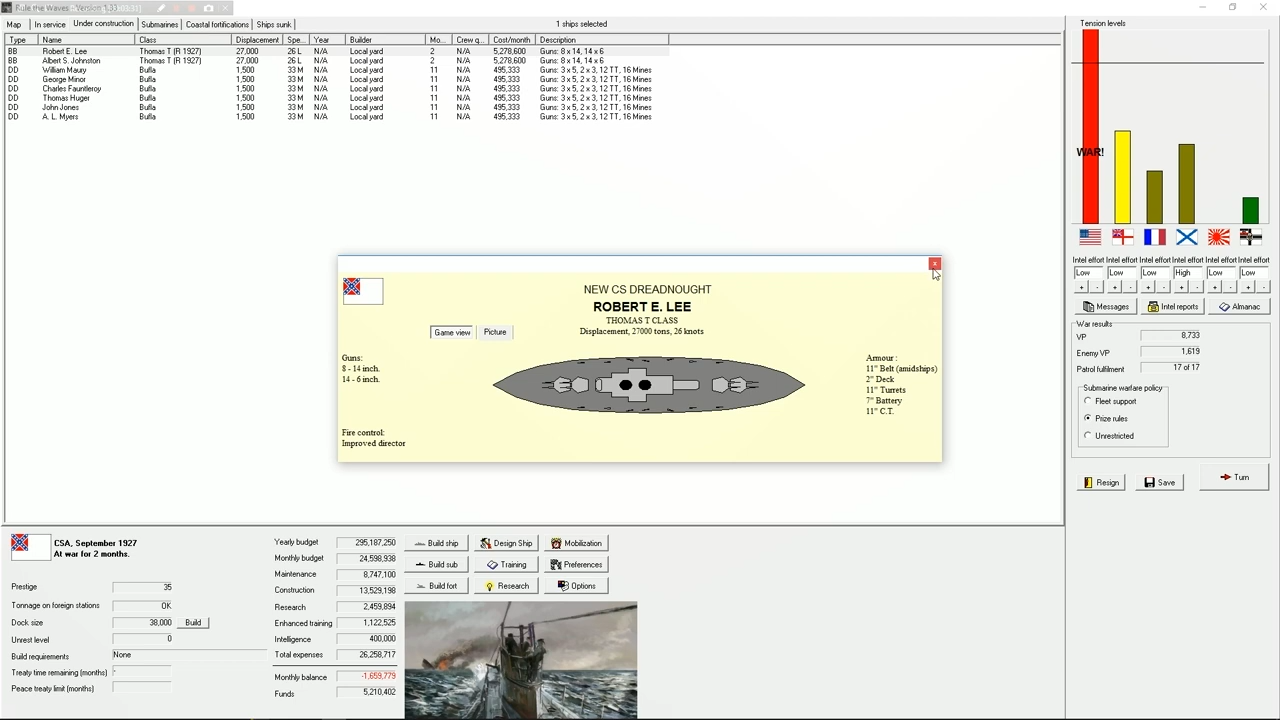 Rule the Waves - Version 1.33
Map In service Under construction Submarines Coastal fortifications Ships sunk 1 ships selected
Type Name Class Displacement Spe... Year Builder Mo... Crew q... Cost/month Description
BB Robert E. Lee Thomas T (R 1927) 27,000 26 L N/A Local yard 2 N/A 5,278,600 Guns: 8 x 14, 14 x 6
BB Albert S. Johnston Thomas T (R 1927) 27,000 26 L N/A Local yard 2 N/A 5,278,600 Guns: 8 x 14, 14 x 6
DD William Maury Bulla 1,500 33 M N/A Local yard 11 N/A 495,333 Guns: 3 x 5, 2 x 3, 12 TT, 16 Mines
DD George Minor Bulla 1,500 33 M N/A Local yard 11 N/A 495,333 Guns: 3 x 5, 2 x 3, 12 TT, 16 Mines
DD Charles Fauntleroy Bulla 1,500 33 M N/A Local yard 11 N/A 495,333 Guns: 3 x 5, 2 x 3, 12 TT, 16 Mines
DD Thomas Huger Bulla 1,500 33 M N/A Local yard 11 N/A 495,333 Guns: 3 x 5, 2 x 3, 12 TT, 16 Mines
DD John Jones Bulla 1,500 33 M N/A Local yard 11 N/A 495,333 Guns: 3 x 5, 2 x 3, 12 TT, 16 Mines
DD A. L. Myers Bulla 1,500 33 M N/A Local yard 11 N/A 495,333 Guns: 3 x 5, 2 x 3, 12 TT, 16 Mines
NEW CS DREADNOUGHT
ROBERT E. LEE
THOMAS T CLASS
Displacement, 27000 tons, 26 knots
Game view Picture
Guns:
8 - 14 inch.
14 - 6 inch.
Fire control:
Improved director
Armour :
11" Belt (amidships)
2" Deck
11" Turrets
7" Battery
11" C.T.
Tension levels
WAR!
Intel effort Intel effort Intel effort Intel effort Intel effort Intel effort
Low Low Low High Low Low
+ - + - + - + - + - + -
Messages Intel reports Almanac
War results
VP 8,733
Enemy VP 1,619
Patrol fulfilment 17 of 17
Submarine warfare policy
Fleet support
Prize rules
Unrestricted
Resign Save Turn
CSA, September 1927
At war for 2 months.
Prestige 35
Tonnage on foreign stations OK
Dock size 38,000 Build
Unrest level 0
Build requirements None
Treaty time remaining (months) -
Peace treaty limit (months)
Yearly budget 295,187,250
Monthly budget 24,598,938
Maintenance 8,747,100
Construction 13,529,198
Research 2,459,894
Enhanced training 1,122,525
Intelligence 400,000
Total expenses 26,258,717
Monthly balance -1,659,779
Funds 5,210,402
Build ship Design Ship Mobilization
Build sub Training Preferences
Build fort Research Options